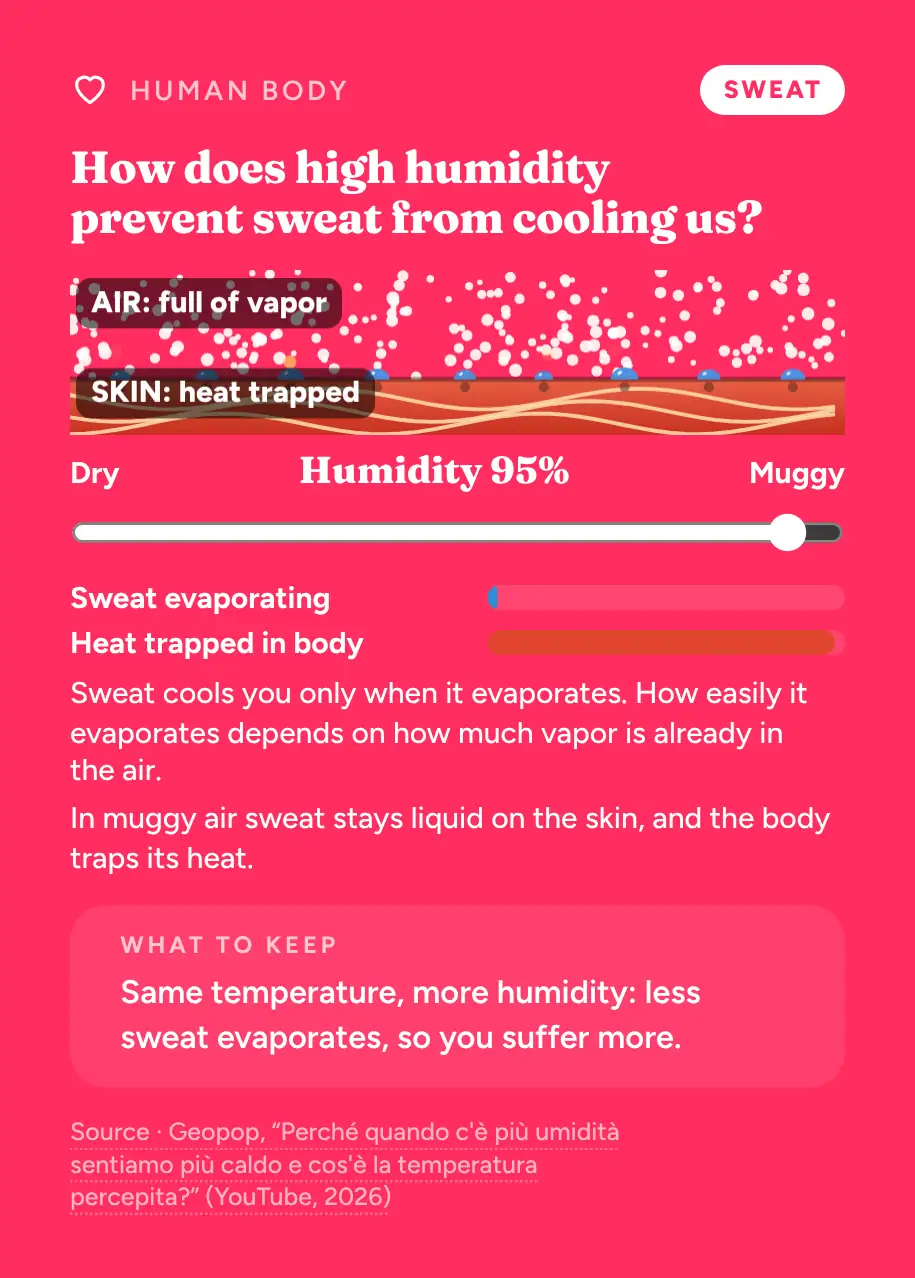 HUMAN BODY
SWEAT
How does high humidity
prevent sweat from cooling us?
AIR: full of vapor
SKIN: heat trapped
Dry
Humidity 95%
Muggy
Sweat evaporating
Heat trapped in body
Sweat cools you only when it evaporates. How easily it
evaporates depends on how much vapor is already in
the air.
In muggy air sweat stays liquid on the skin, and the body
traps its heat.
WHAT TO KEEP
Same temperature, more humidity: less
sweat evaporates, so you suffer more.
Source · Geopop, “Perché quando c'è più umidità
sentiamo più caldo e cos'è la temperatura
percepita?” (YouTube, 2026)